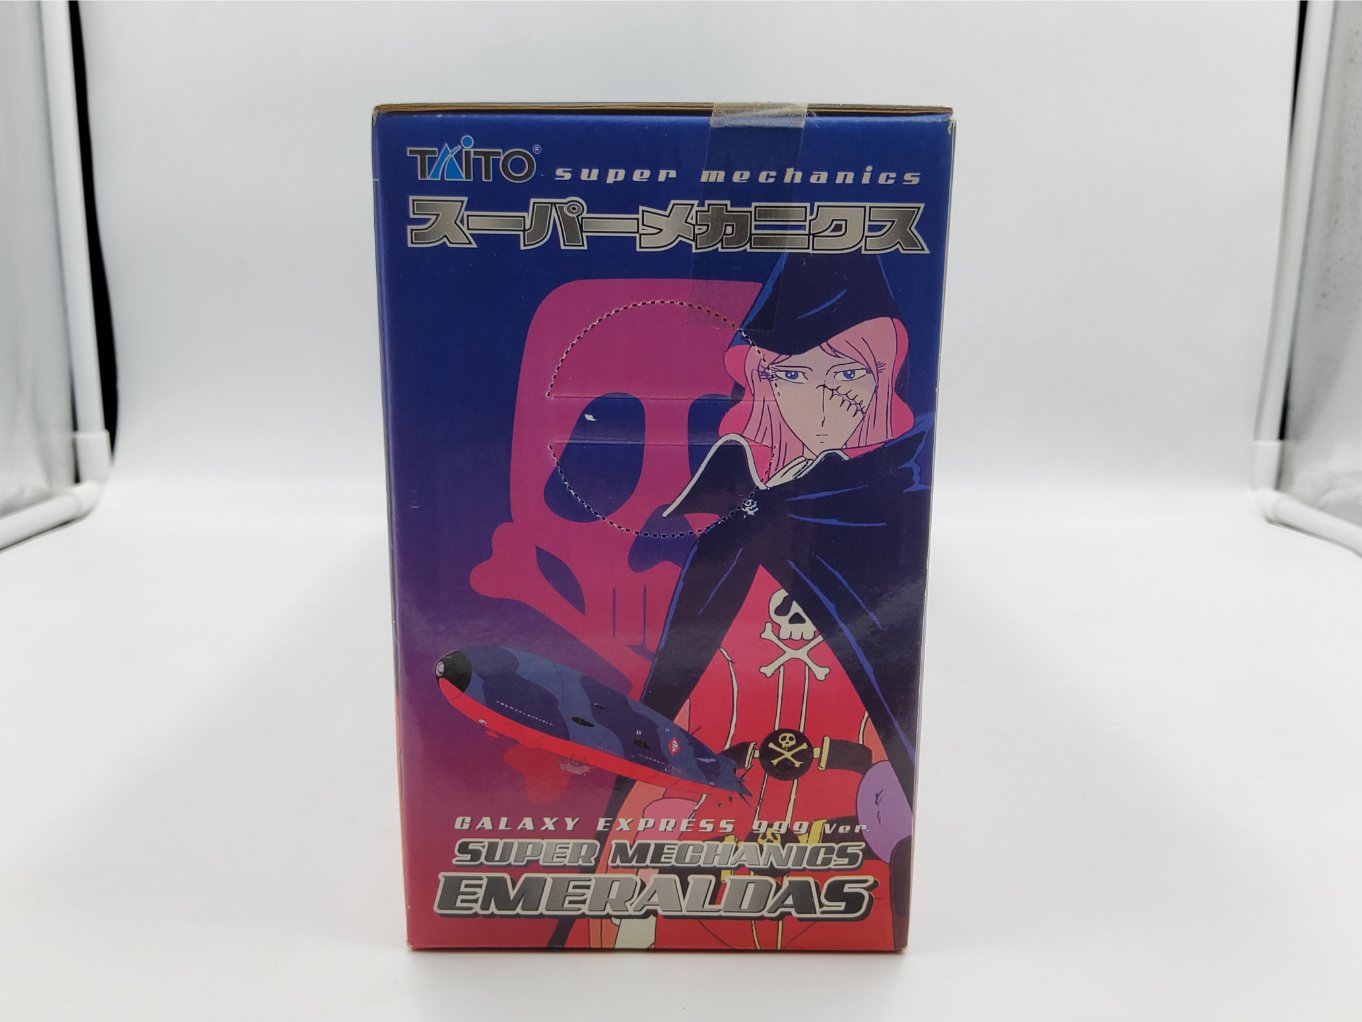 TAITO® super mechanics
スーパーメカニクス
GALAXY EXPRESS 999 Ver.
SUPER MECHANICS
EMERALDAS